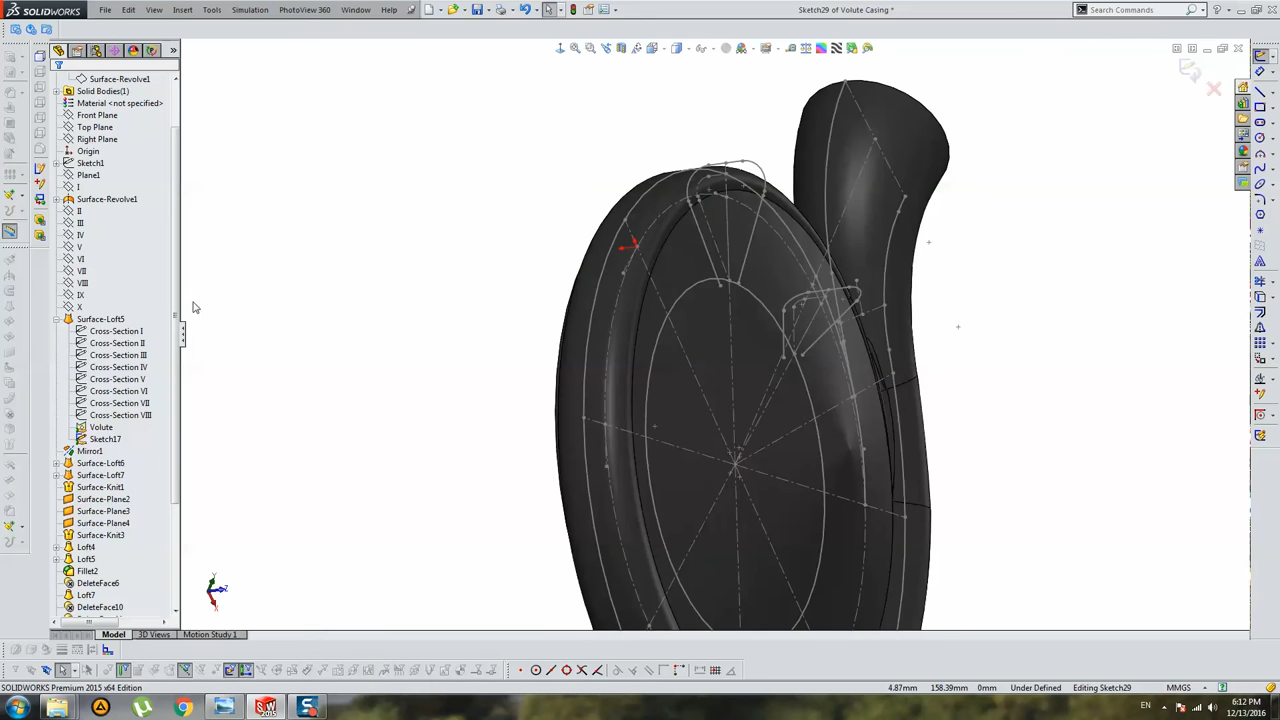 SOLIDWORKS
File Edit View Insert Tools Simulation PhotoView 360 Window Help
Sketch29 of Volute Casing *
Search Commands
Surface-Revolve1
Solid Bodies(1)
Material <not specified>
Front Plane
Top Plane
Right Plane
Origin
Sketch1
Plane1
I
Surface-Revolve1
II
III
IV
V
VI
VII
VIII
IX
X
Surface-Loft5
Cross-Section I
Cross-Section II
Cross-Section III
Cross-Section IV
Cross-Section V
Cross-Section VI
Cross-Section VII
Cross-Section VIII
Volute
Sketch17
Mirror1
Surface-Loft6
Surface-Loft7
Surface-Knit1
Surface-Plane2
Surface-Plane3
Surface-Plane4
Surface-Knit3
Loft4
Loft5
Fillet2
DeleteFace6
Loft7
DeleteFace10
Y
Z
X
Model 3D Views Motion Study 1
SOLIDWORKS Premium 2015 x64 Edition
4.87mm 158.39mm 0mm Under Defined Editing Sketch29 MMGS
EN
6:12 PM
12/13/2016